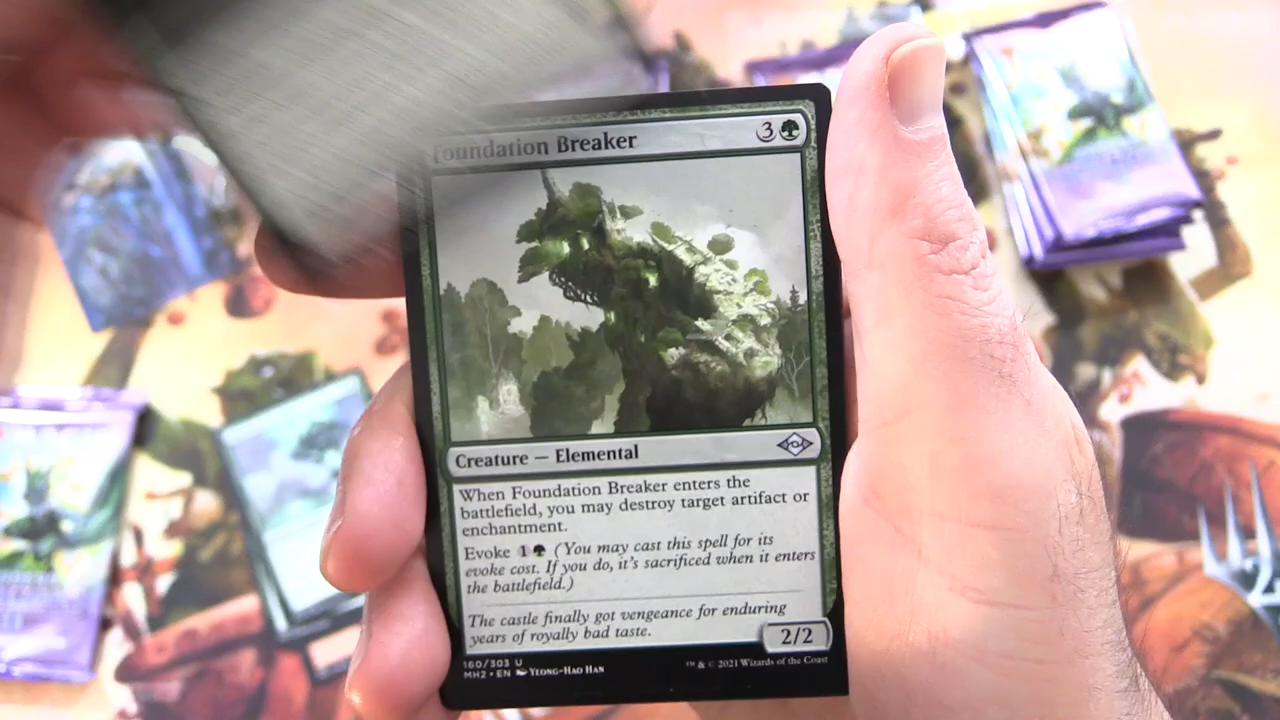 Foundation Breaker 3
Creature — Elemental
When Foundation Breaker enters the
battlefield, you may destroy target artifact or
enchantment.
Evoke 1 (You may cast this spell for its
evoke cost. If you do, it's sacrificed when it enters
the battlefield.)
The castle finally got vengeance for enduring
years of royally bad taste.
2/2
160/303 U
MH2 • EN Yeong-Hao Han
™ & © 2021 Wizards of the Coast